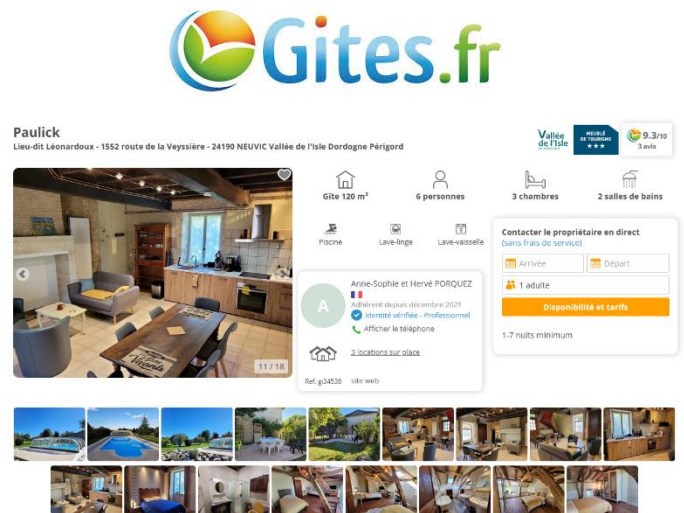 Gites.fr
Paulick
Lieu-dit Léonardoux - 1552 route de la Veyssière - 24190 NEUVIC Vallée de l'Isle Dordogne Périgord
Vallée
de l'Isle
MEUBLÉ
DE TOURISME
★★★
9.3/10
3 avis
Gîte 120 m²
6 personnes
3 chambres
2 salles de bains
Piscine
Lave-linge
Lave-vaisselle
Contacter le propriétaire en direct
(sans frais de service)
Arrivée
Départ
1 adulte
Disponibilité et tarifs
1-7 nuits minimum
A
Anne-Sophie et Hervé PORQUEZ
Adhérent depuis décembre 2021
Identité vérifiée - Professionnel
Afficher le téléphone
3 locations sur place
Ref. gi34538
site web
11 / 18